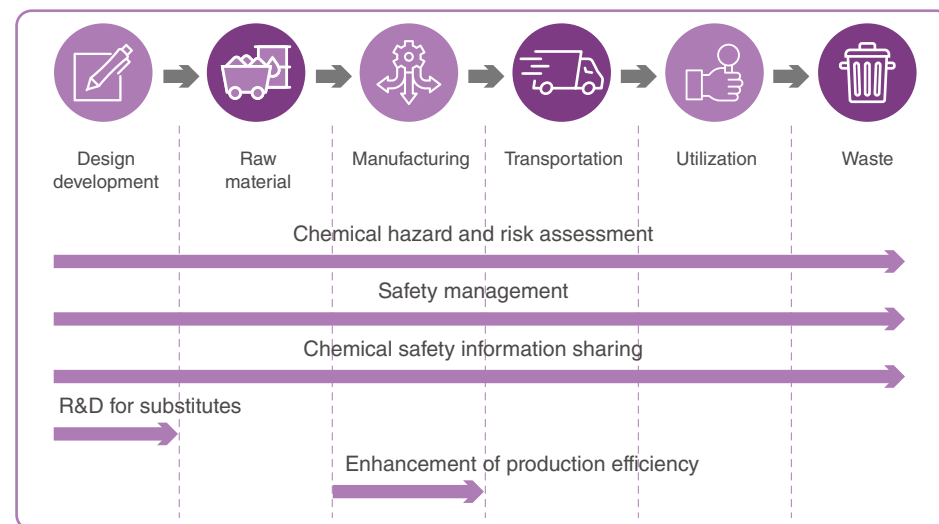 Design
development
Raw
material
Manufacturing
Transportation
Utilization
Waste
Chemical hazard and risk assessment
Safety management
Chemical safety information sharing
R&D for substitutes
Enhancement of production efficiency